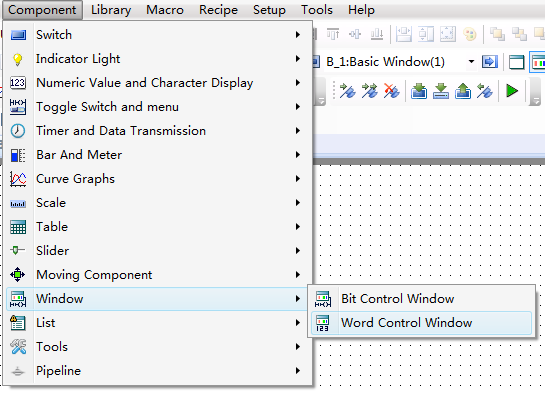 Component Library Macro Recipe Setup Tools Help
Switch
Indicator Light
B_1:Basic Window(1)
Numeric Value and Character Display
Toggle Switch and menu
Timer and Data Transmission
Bar And Meter
Curve Graphs
Scale
Table
Slider
Moving Component
Window
Bit Control Window
List
Word Control Window
Tools
Pipeline